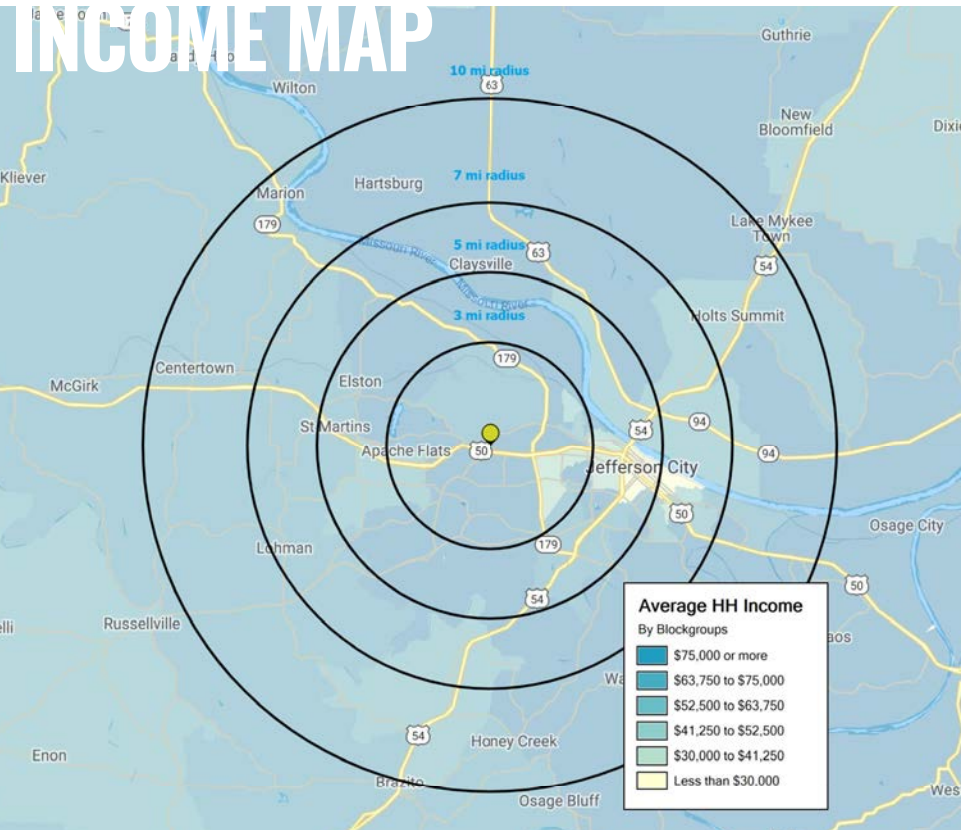 INCOME MAP
Guthrie
10 mi radius
63
Wilton
New
Bloomfield
Kliever
7 mi radius
Hartsburg
Marion
179
Lake Mykee
Town
5 mi radius
63
Missouri River
Claysville
54
Missouri River
3 mi radius
Holts Summit
179
Centertown
Elston
McGirk
St Martins
54
94
Apache Flats
50
94
Jefferson City
50
Osage City
Lohman
179
50
54
Average HH Income
By Blockgroups
$75,000 or more
$63,750 to $75,000
$52,500 to $63,750
$41,250 to $52,500
$30,000 to $41,250
Less than $30,000
Russellville
54
Honey Creek
Enon
Brazito
Osage Bluff